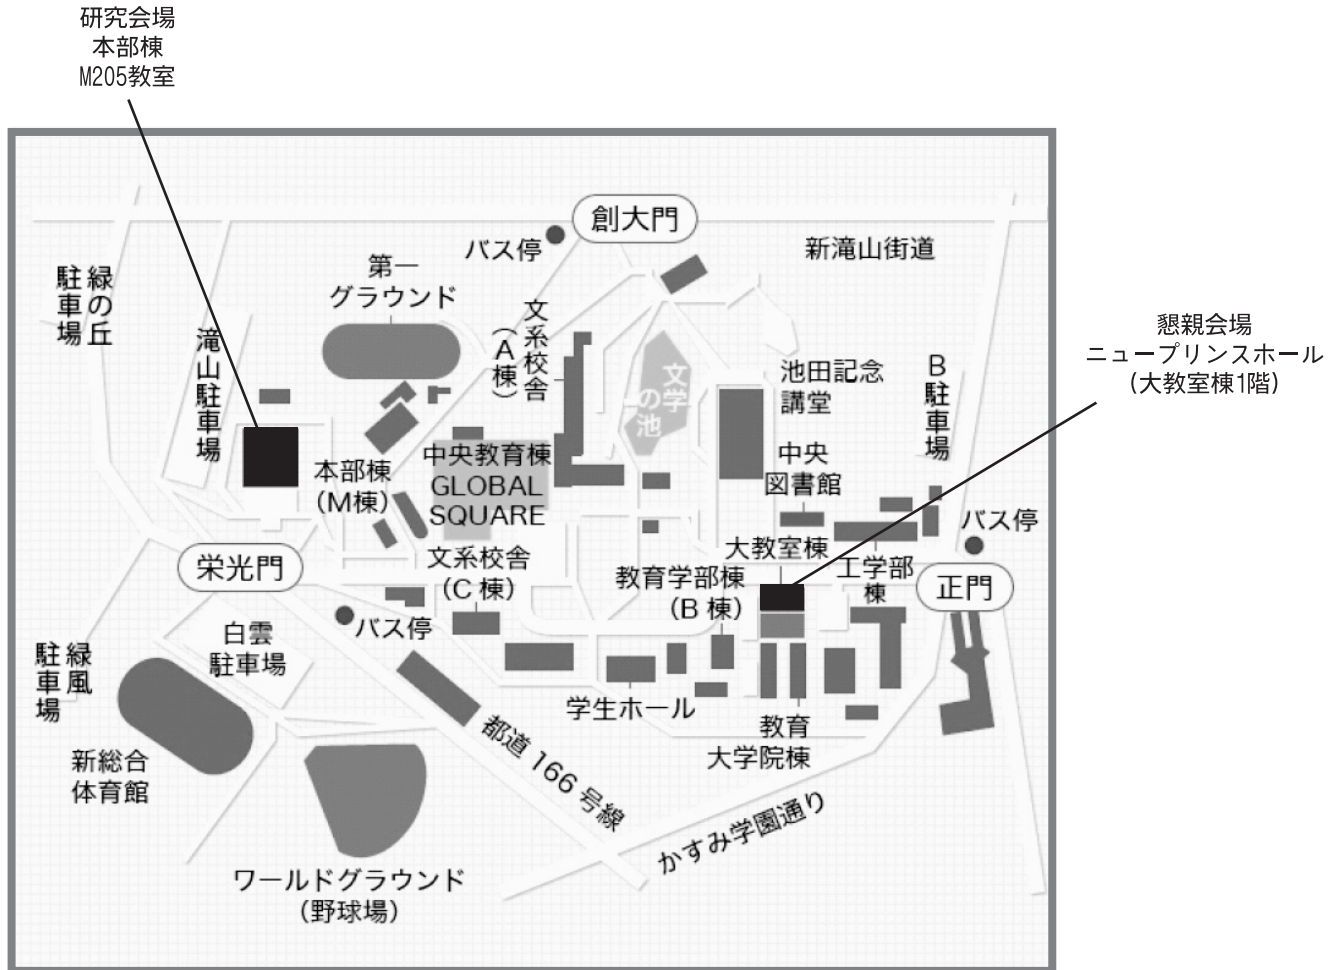 研究会場
本部棟
M205教室
創大門
バス停
新滝山街道
第一
グラウンド
緑の丘
駐車場
滝山駐車場
文系校舎
（A棟）
文学
の池
池田記念
講堂
B駐車場
懇親会場
ニュープリンスホール
（大教室棟1階）
本部棟
（M棟）
中央教育棟
GLOBAL
SQUARE
中央
図書館
バス停
栄光門
文系校舎
（C 棟）
大教室棟
教育学部棟
（B 棟）
工学部
棟
正門
バス停
白雲
駐車場
緑風
駐車場
学生ホール
教育
大学院棟
新総合
体育館
都道 166 号線
かすみ学園通り
ワールドグラウンド
（野球場）